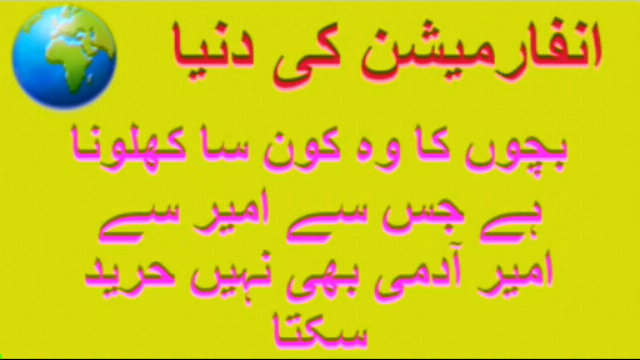 انفارمیشن کی دنیا
بچوں کا وہ کون سا کھلونا
ہے جس سے امیر سے
امیر آدمی بھی نہیں حرید
سکتا